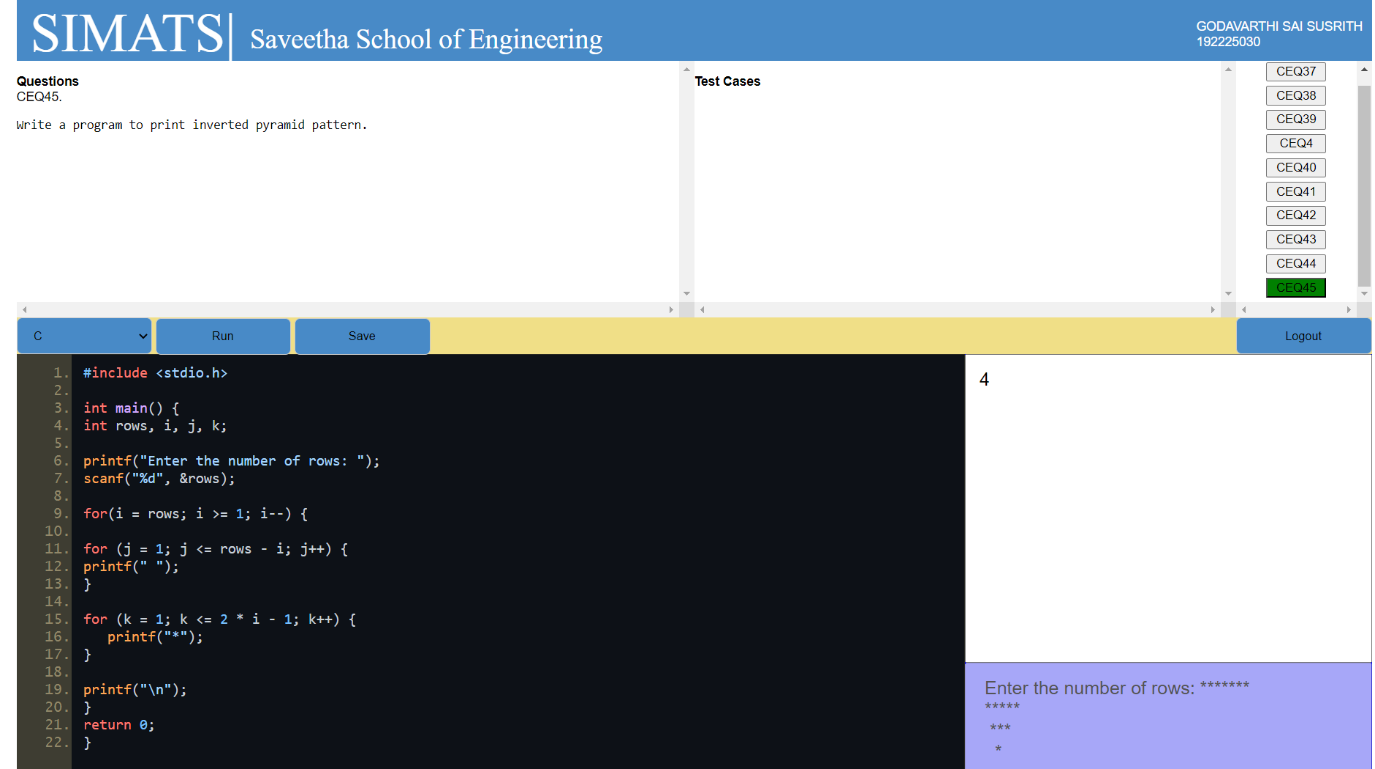 SIMATS| Saveetha School of Engineering
GODAVARTHI SAI SUSRITH
192225030
Questions
CEQ45.
Write a program to print inverted pyramid pattern.
Test Cases
CEQ37
CEQ38
CEQ39
CEQ4
CEQ40
CEQ41
CEQ42
CEQ43
CEQ44
CEQ45
C
Run
Save
Logout
1. #include <stdio.h>
2.
3. int main() {
4. int rows, i, j, k;
5.
6. printf("Enter the number of rows: ");
7. scanf("%d", &rows);
8.
9. for(i = rows; i >= 1; i--) {
10.
11. for (j = 1; j <= rows - i; j++) {
12. printf(" ");
13. }
14.
15. for (k = 1; k <= 2 * i - 1; k++) {
16.    printf("*");
17. }
18.
19. printf("\n");
20. }
21. return 0;
22. }
4
Enter the number of rows: *******
*****
***
*